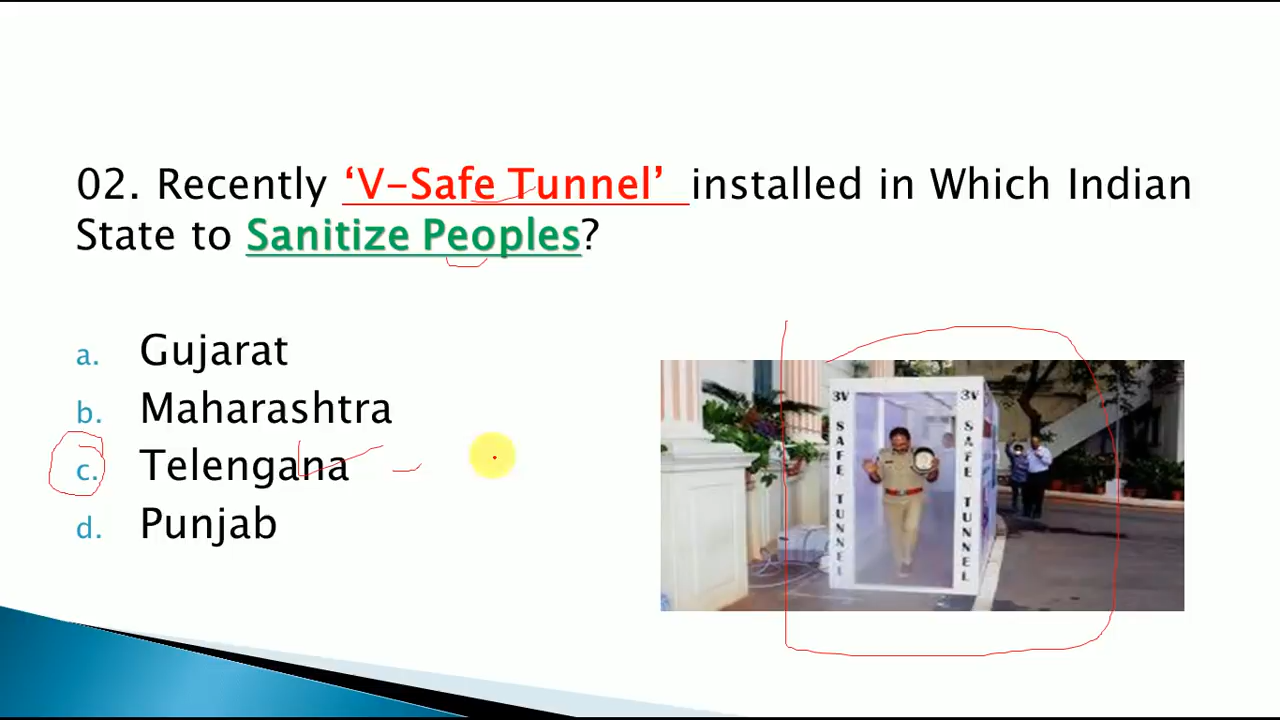 02. Recently ‘V-Safe Tunnel’ installed in Which Indian
State to Sanitize Peoples?
a. Gujarat
b. Maharashtra
c. Telengana
d. Punjab
3V SAFE TUNNEL
3V SAFE TUNNEL